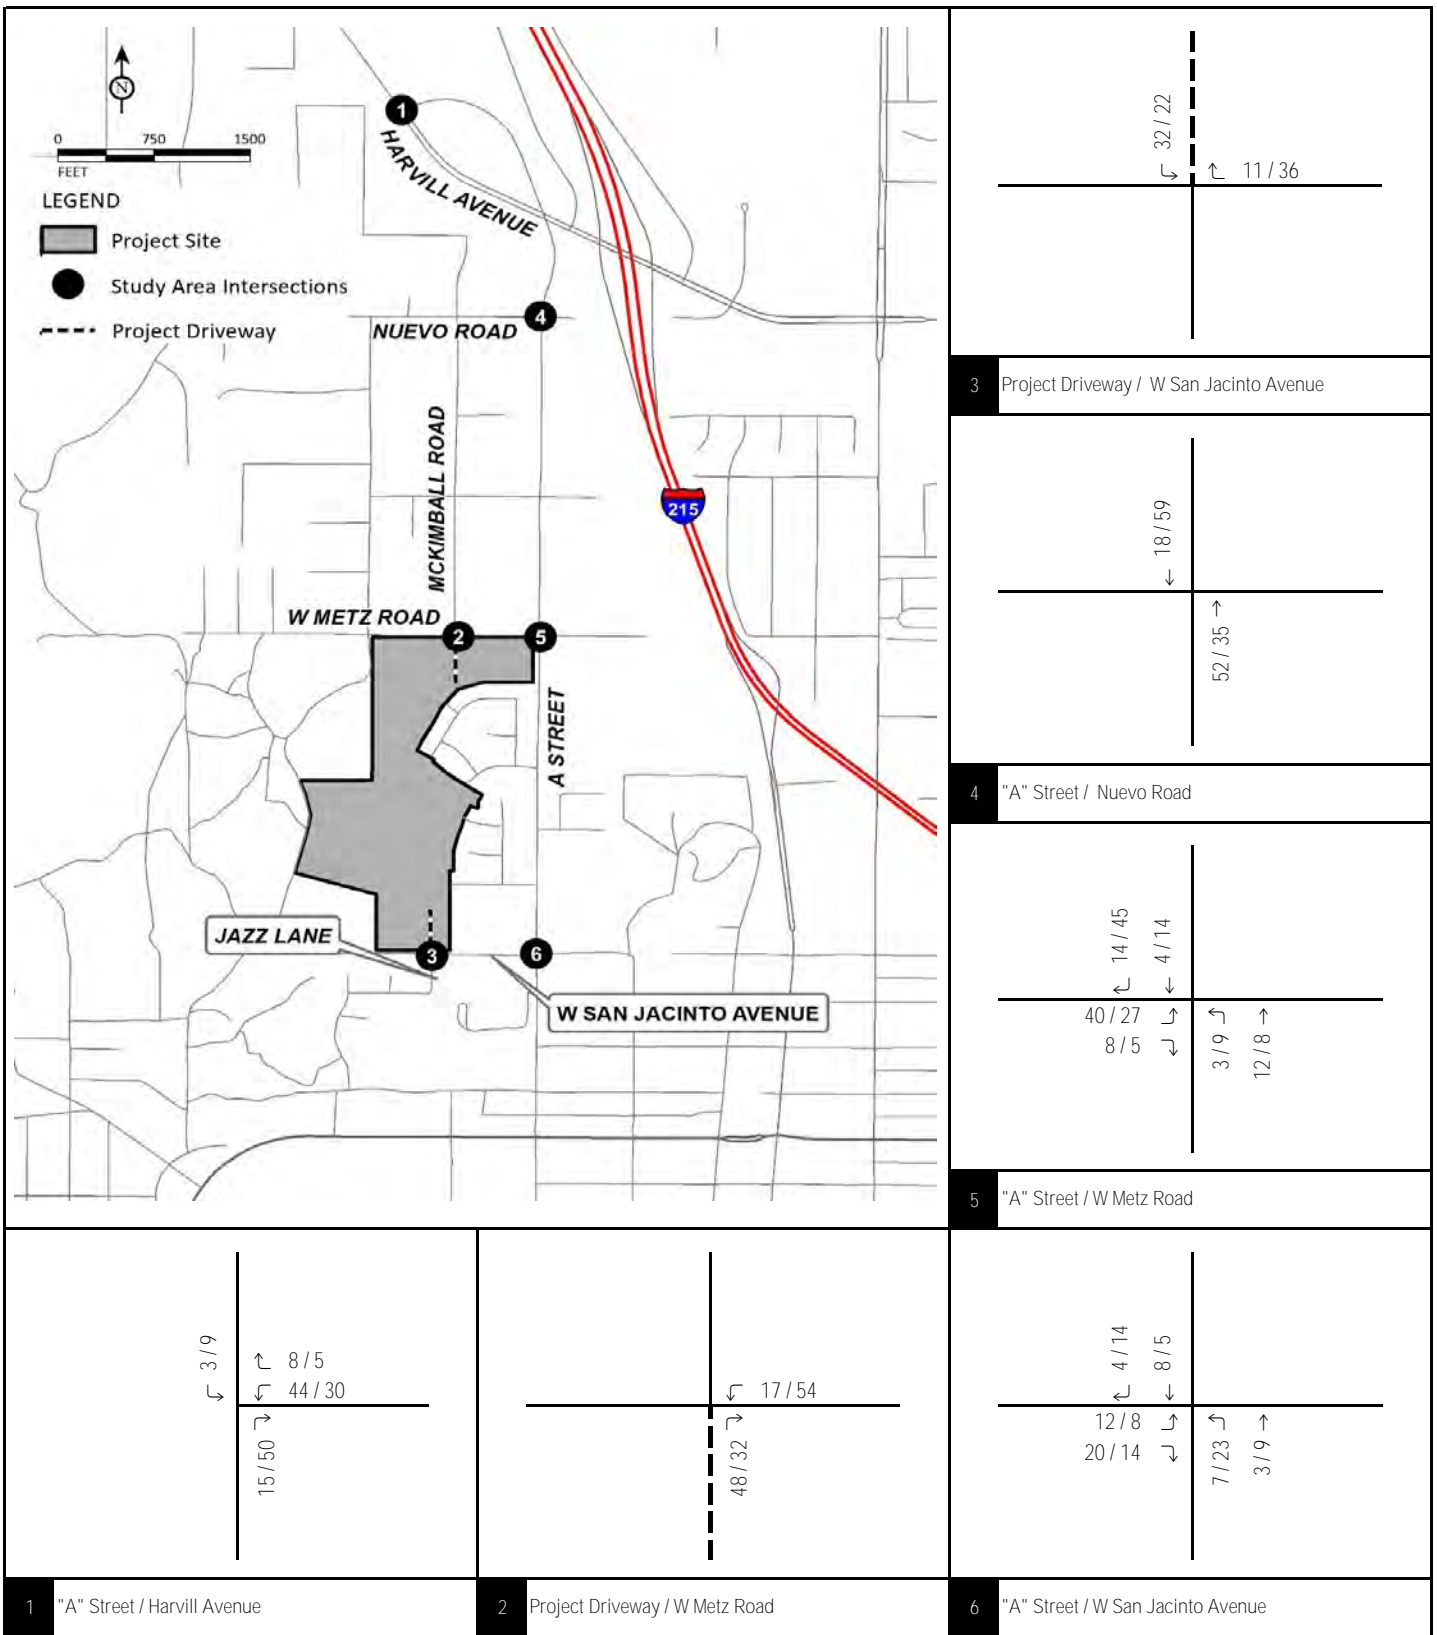 N
0 750 1500
FEET
LEGEND
Project Site
Study Area Intersections
Project Driveway
1
HARVILL AVENUE
4
NUEVO ROAD
MCKIMBALL ROAD
215
W METZ ROAD
2
5
A STREET
JAZZ LANE
3
6
W SAN JACINTO AVENUE
32 / 22
11 / 36
3 Project Driveway / W San Jacinto Avenue
18 / 59
52 / 35
4 "A" Street / Nuevo Road
14 / 45
4 / 14
40 / 27
8 / 5
3 / 9
12 / 8
5 "A" Street / W Metz Road
3 / 9
8 / 5
44 / 30
15 / 50
1 "A" Street / Harvill Avenue
17 / 54
48 / 32
2 Project Driveway / W Metz Road
4 / 14
8 / 5
12 / 8
20 / 14
7 / 23
3 / 9
6 "A" Street / W San Jacinto Avenue